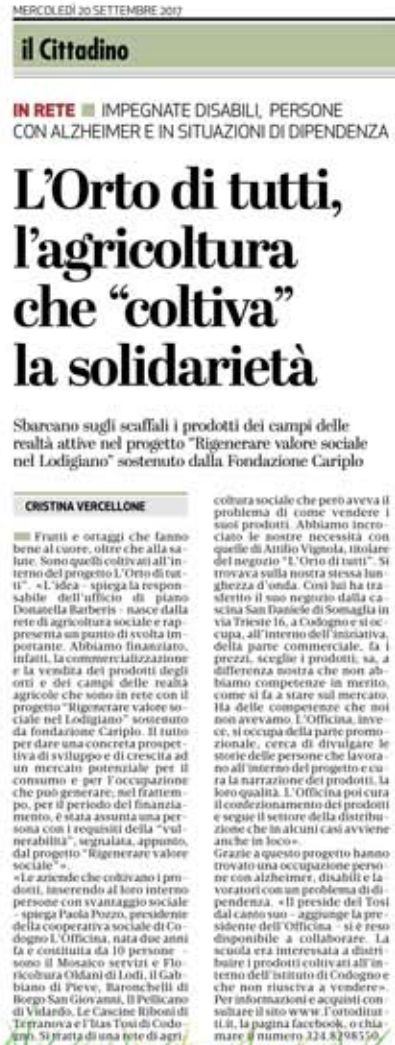 MERCOLEDÌ 20 SETTEMBRE 2017
il Cittadino
IN RETE IMPEGNATE DISABILI, PERSONE
CON ALZHEIMER E IN SITUAZIONI DI DIPENDENZA
L'Orto di tutti,
l'agricoltura
che "coltiva"
la solidarietà
Sbarcano sugli scaffali i prodotti dei campi delle
realtà attive nel progetto "Rigenerare valore sociale
nel Lodigiano" sostenuto dalla Fondazione Cariplo
CRISTINA VERCELLONE
Frutti e ortaggi che fanno
bene al cuore, oltre che alla sa-
lute. Sono quelli coltivati all'in-
terno del progetto L'Orto di tut-
ti". «L'idea - spiega la respon-
sabile dell'ufficio di piano
Donatella Barberis - nasce dalla
rete di agricoltura sociale e rap-
presenta un punto di svolta im-
portante. Abbiamo finanziato,
infatti, la commercializzazione
e la vendita dei prodotti degli
orti e dei campi delle realtà
agricole che sono in rete con il
progetto "Rigenerare valore so-
ciale nel Lodigiano" sostenuto
da fondazione Cariplo. Il tutto
per dare una concreta prospet-
tiva di sviluppo e di crescita ad
un mercato potenziale per il
consumo e per l'occupazione
che può generare; nel frattem-
po, per il periodo del finanzia-
mento, è stata assunta una per-
sona con i requisiti della "vul-
nerabilità", segnalata, appunto,
dal progetto "Rigenerare valore
sociale"».
«Le aziende che coltivano i pro-
dotti, inserendo al loro interno
persone con svantaggio sociale
- spiega Paola Pozzo, presidente
della cooperativa sociale di Co-
dogno L'Officina, nata due anni
fa e costituita da 10 persone -
sono il Mosaico servizi e Flo-
ricoltura Oldani di Lodi, il Gab-
biano di Pieve, Baronchelli di
Borgo San Giovanni, Il Pellicano
di Vidardo, Le Cascine Riboni di
Terranova e l'Itas Tosi di Codo-
gno. Si tratta di una rete di agri-
coltura sociale che però aveva il
problema di come vendere i
suoi prodotti. Abbiamo incro-
ciato le nostre necessità con
quelle di Attilio Vignola, titolare
del negozio "L'Orto di tutti". Si
trovava sulla nostra stessa lun-
ghezza d'onda. Così lui ha tra-
sferito il suo negozio dalla ca-
scina San Daniele di Somaglia in
via Trieste 16, a Codogno e si oc-
cupa, all'interno dell'iniziativa,
della parte commerciale, fa i
prezzi, sceglie i prodotti; sa, a
differenza nostra che non ab-
biamo competenze in merito,
come si fa a stare sul mercato.
Ha delle competenze che noi
non avevamo. L'Officina, inve-
ce, si occupa della parte promo-
zionale, cerca di divulgare le
storie delle persone che lavora-
no all'interno del progetto e cu-
ra la narrazione dei prodotti, la
loro qualità. L'Officina poi cura
il confezionamento dei prodotti
e segue il settore della distribu-
zione che in alcuni casi avviene
anche in loco».
Grazie a questo progetto hanno
trovato una occupazione perso-
ne con alzheimer, disabili e la-
voratori con un problema di di-
pendenza. «Il preside del Tosi
dal canto suo - aggiunge la pre-
sidente dell'Officina - si è reso
disponibile a collaborare. La
scuola era interessata a distri-
buire i prodotti coltivati all'in-
terno dell'istituto di Codogno e
che non riusciva a vendere».
Per informazioni e acquisti con-
sultare il sito www. l'ortoditut-
ti.it, la pagina facebook, o chia-
mare il numero 324.8298550.